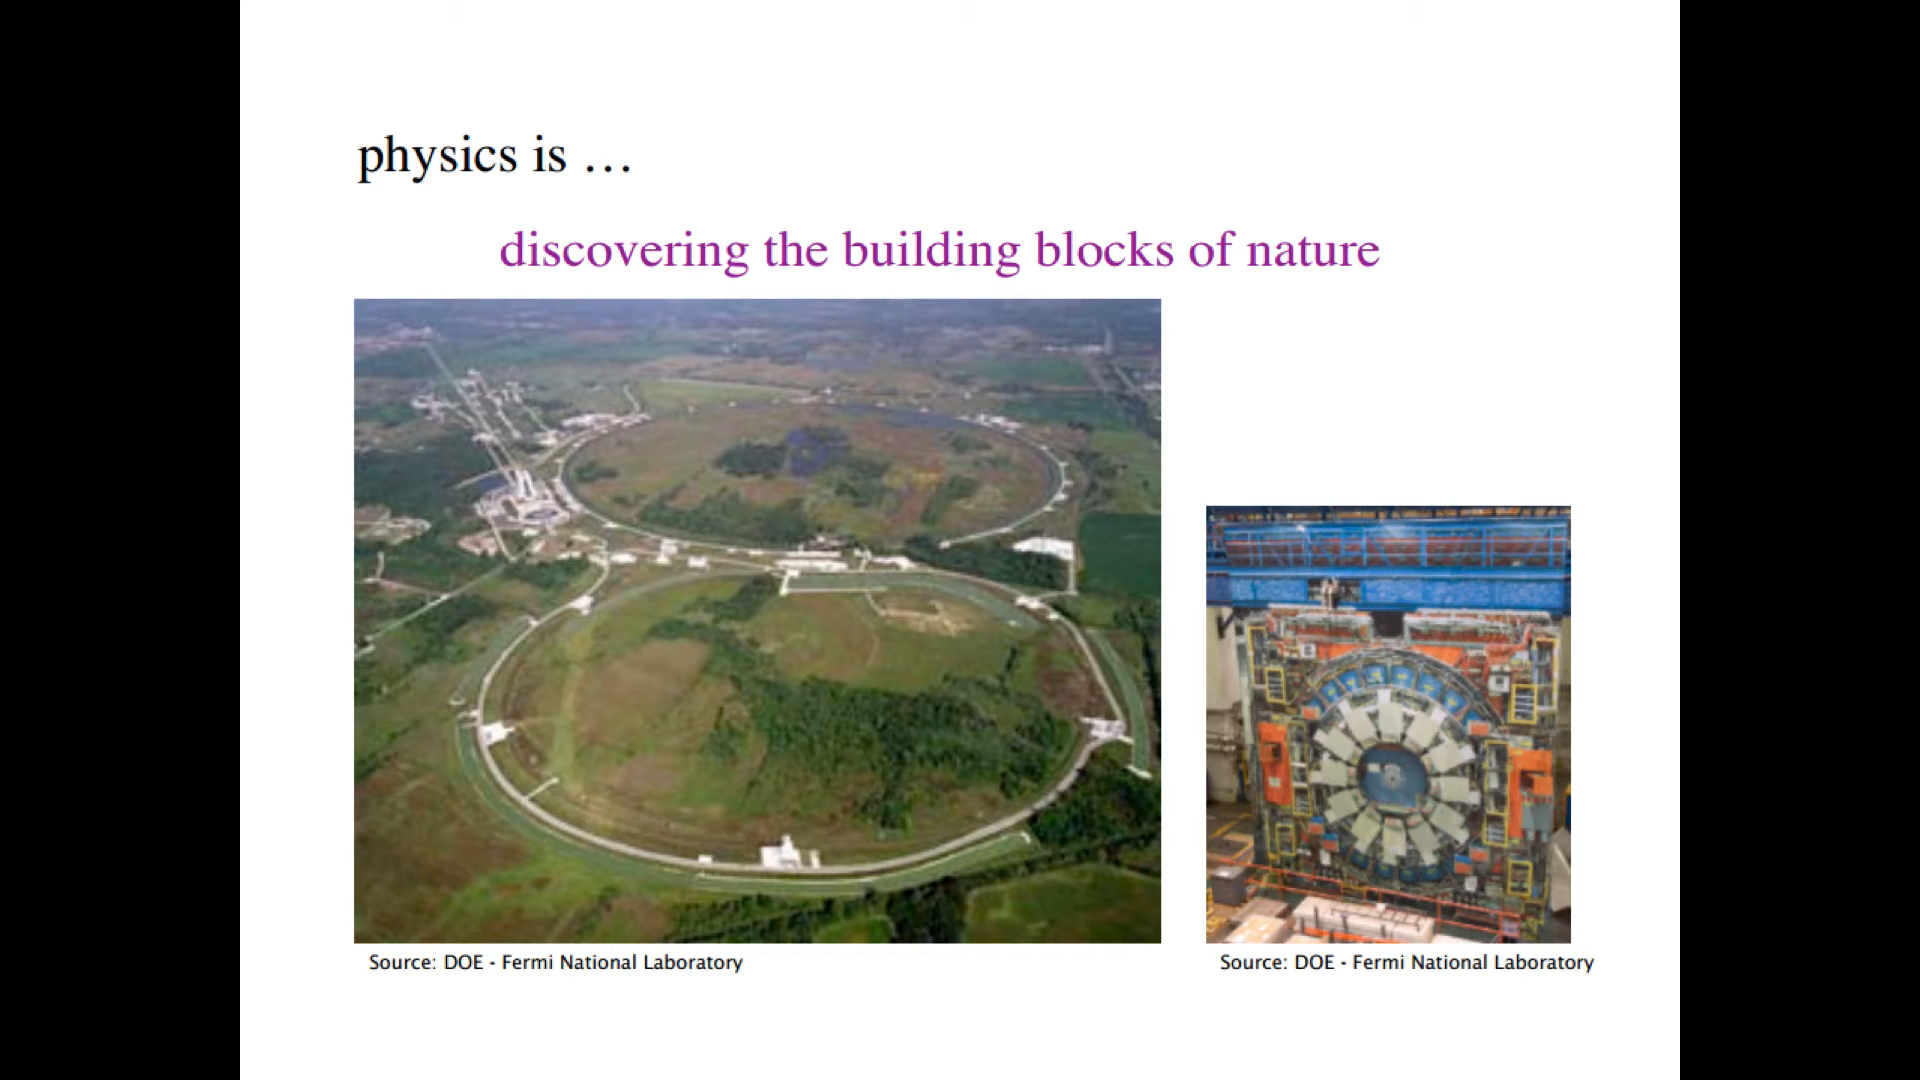 physics is …
discovering the building blocks of nature
Source: DOE - Fermi National Laboratory
Source: DOE - Fermi National Laboratory